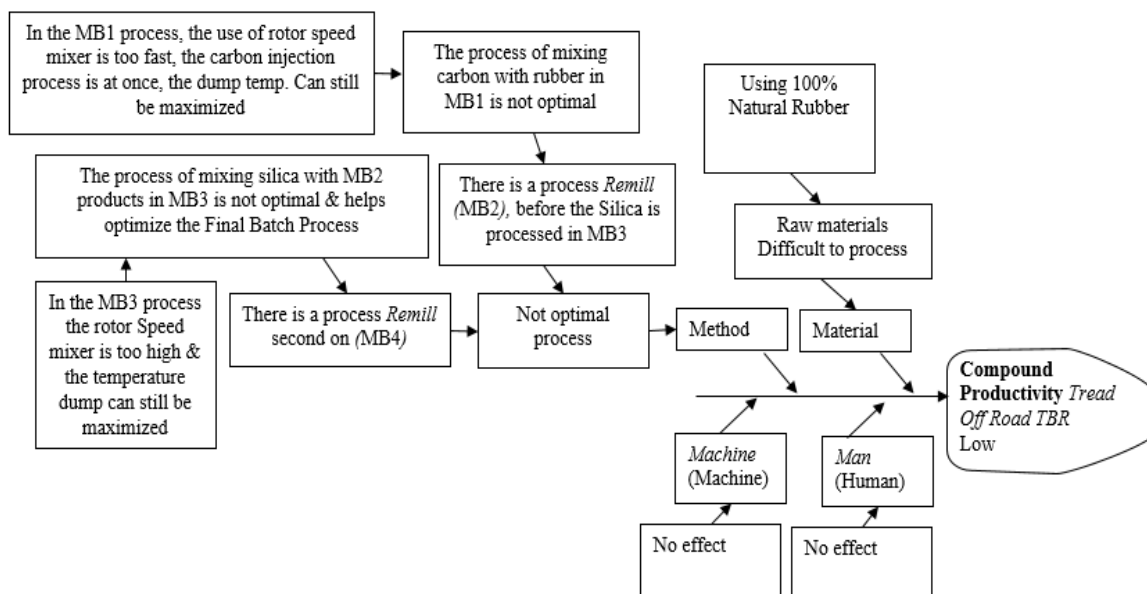 In the MB1 process, the use of rotor speed
mixer is too fast, the carbon injection
process is at once, the dump temp. Can still
be maximized
The process of mixing
carbon with rubber in
MB1 is not optimal
Using 100%
Natural Rubber
The process of mixing silica with MB2
products in MB3 is not optimal & helps
optimize the Final Batch Process
There is a process Remill
(MB2), before the Silica is
processed in MB3
Raw materials
Difficult to process
In the MB3 process
the rotor Speed
mixer is too high &
the temperature
dump can still be
maximized
There is a process Remill
second on (MB4)
Not optimal
process
Method
Material
Compound
Productivity Tread
Off Road TBR
Low
Machine
(Machine)
Man
(Human)
No effect
No effect